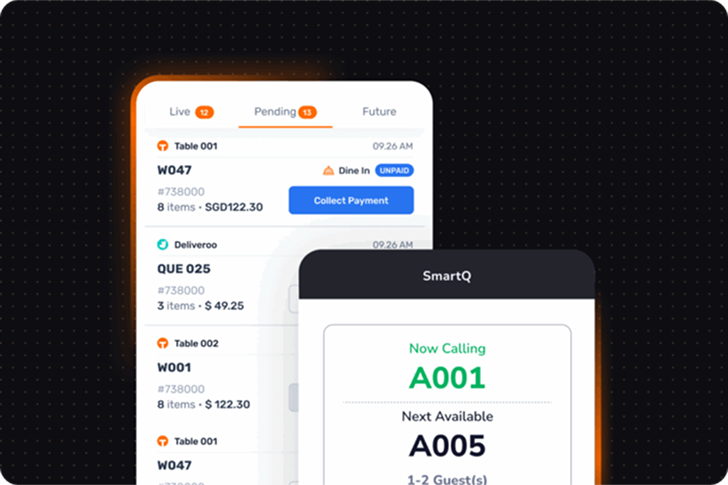 Live 12 Pending 13 Future
Table 001 09.26 AM
W047 Dine In UNPAID
#738000
8 items • SGD122.30 Collect Payment
Deliveroo 09.26 AM
QUE 025
#738000
3 items • $ 49.25
Table 002
W001
#738000
8 items • $ 122.30
Table 001
W047
SmartQ
Now Calling
A001
Next Available
A005
1-2 Guest(s)